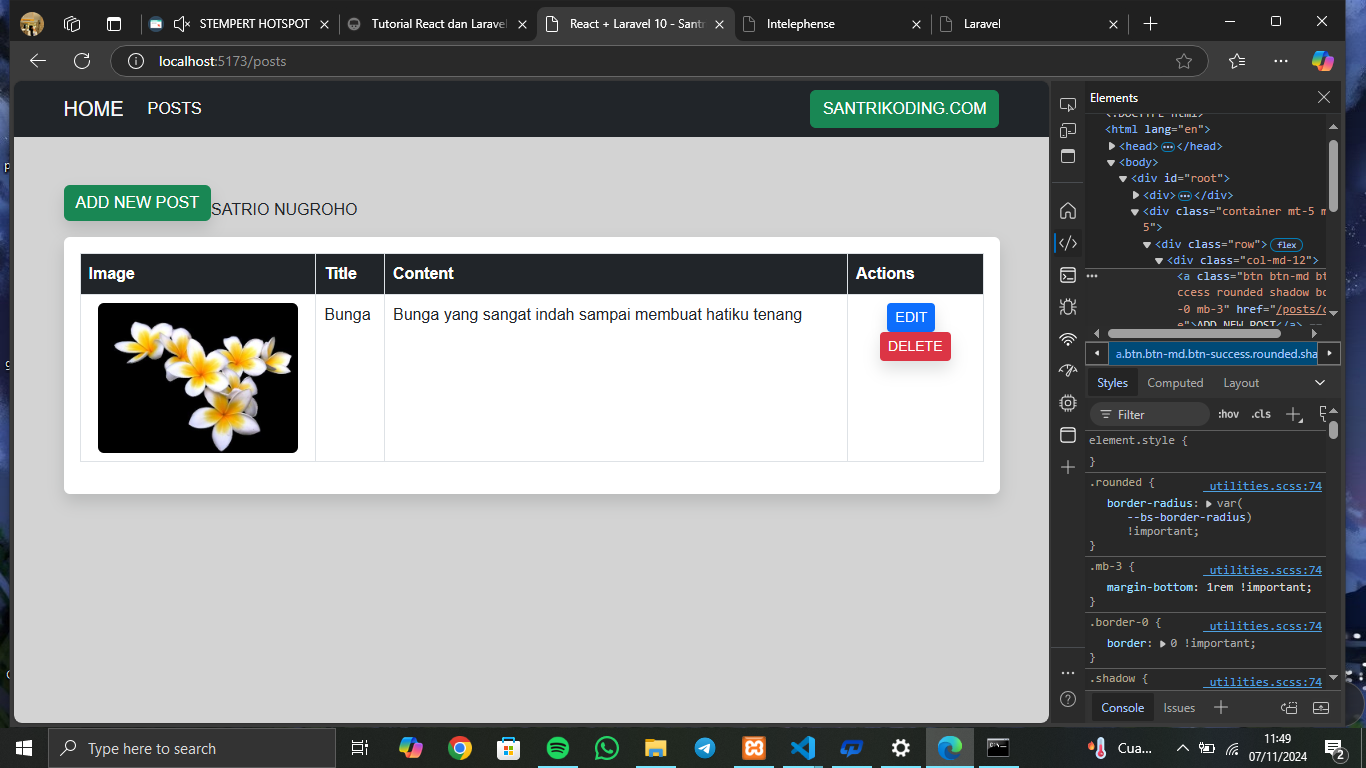 STEMPERT HOTSPOT
Tutorial React dan Laravel
React + Laravel 10 - Santr
Intelephense
Laravel
localhost:5173/posts
HOME
POSTS
SANTRIKODING.COM
ADD NEW POST
SATRIO NUGROHO
Image Title Content Actions
Bunga Bunga yang sangat indah sampai membuat hatiku tenang EDIT
DELETE
Elements
<html lang="en">
<head> </head>
<body>
<div id="root">
<div> </div>
<div class="container mt-5 m
5">
<div class="row"> flex
<div class="col-md-12">
<a class="btn btn-md bt
ccess rounded shadow bo
-0 mb-3" href="/posts/c
e">ADD NEW POST</a> ==
a.btn.btn-md.btn-success.rounded.sha
Styles Computed Layout
Filter :hov .cls
element.style {
}
.rounded { _utilities.scss:74
border-radius: var(
--bs-border-radius)
!important;
}
.mb-3 { _utilities.scss:74
margin-bottom: 1rem !important;
}
.border-0 { _utilities.scss:74
border: 0 !important;
}
.shadow { _utilities.scss:74
Console Issues
Type here to search
Cua...
11:49
07/11/2024
2